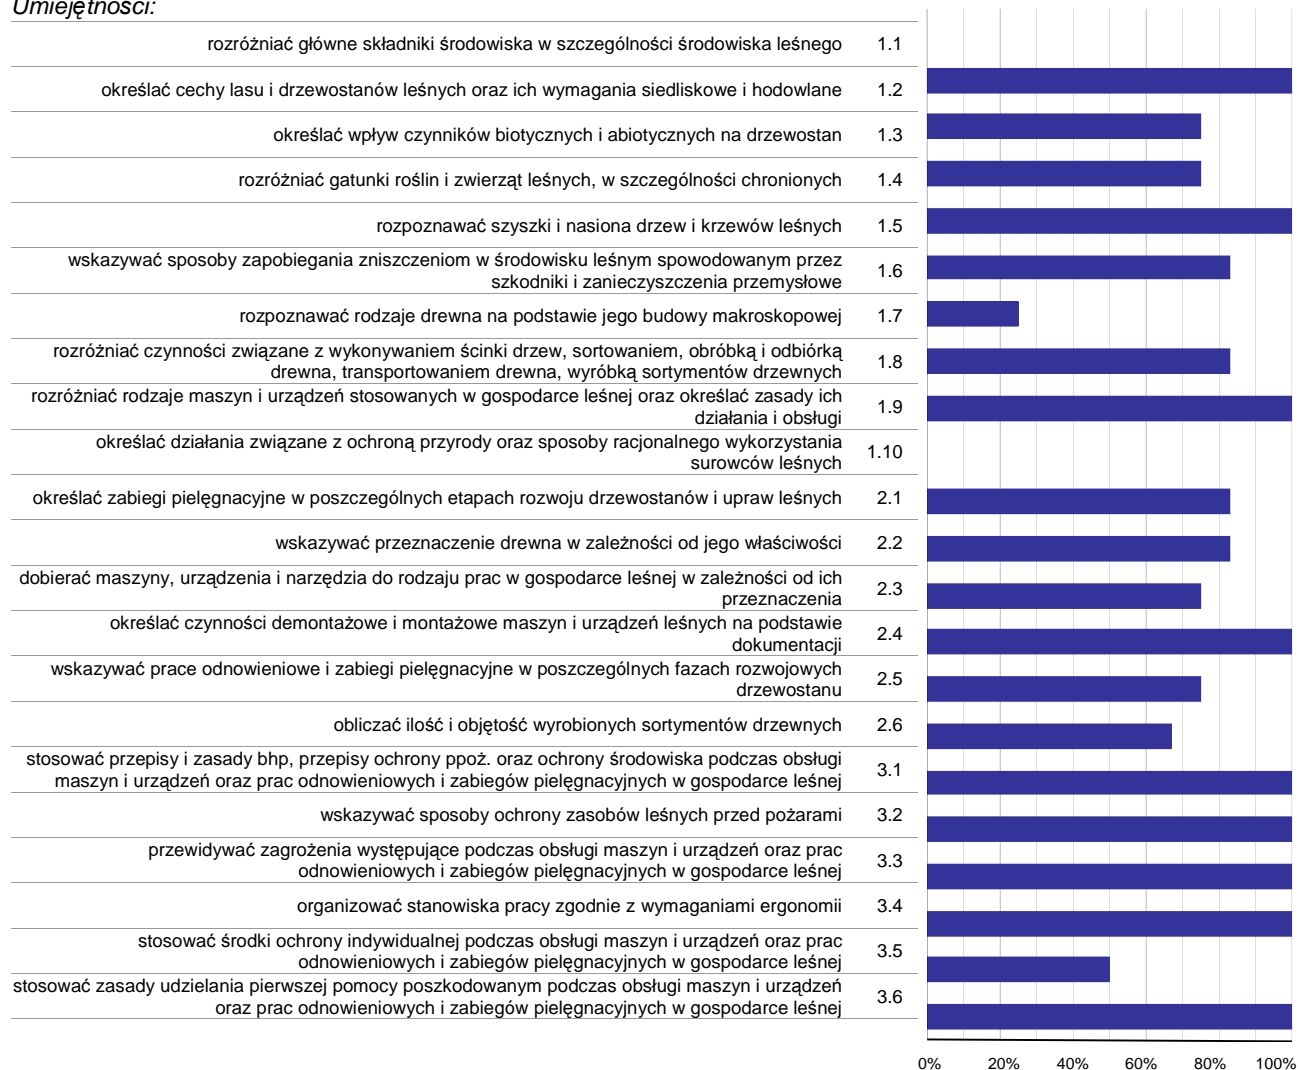 Umiejętności:
rozróżniać główne składniki środowiska w szczególności środowiska leśnego 1.1
określać cechy lasu i drzewostanów leśnych oraz ich wymagania siedliskowe i hodowlane 1.2
określać wpływ czynników biotycznych i abiotycznych na drzewostan 1.3
rozróżniać gatunki roślin i zwierząt leśnych, w szczególności chronionych 1.4
rozpoznawać szyszki i nasiona drzew i krzewów leśnych 1.5
wskazywać sposoby zapobiegania zniszczeniom w środowisku leśnym spowodowanym przez
szkodniki i zanieczyszczenia przemysłowe 1.6
rozpoznawać rodzaje drewna na podstawie jego budowy makroskopowej 1.7
rozróżniać czynności związane z wykonywaniem ścinki drzew, sortowaniem, obróbką i odbiórką
drewna, transportowaniem drewna, wyróbką sortymentów drzewnych 1.8
rozróżniać rodzaje maszyn i urządzeń stosowanych w gospodarce leśnej oraz określać zasady ich
działania i obsługi 1.9
określać działania związane z ochroną przyrody oraz sposoby racjonalnego wykorzystania
surowców leśnych 1.10
określać zabiegi pielęgnacyjne w poszczególnych etapach rozwoju drzewostanów i upraw leśnych 2.1
wskazywać przeznaczenie drewna w zależności od jego właściwości 2.2
dobierać maszyny, urządzenia i narzędzia do rodzaju prac w gospodarce leśnej w zależności od ich
przeznaczenia 2.3
określać czynności demontażowe i montażowe maszyn i urządzeń leśnych na podstawie
dokumentacji 2.4
wskazywać prace odnowieniowe i zabiegi pielęgnacyjne w poszczególnych fazach rozwojowych
drzewostanu 2.5
obliczać ilość i objętość wyrobionych sortymentów drzewnych 2.6
stosować przepisy i zasady bhp, przepisy ochrony ppoż. oraz ochrony środowiska podczas obsługi
maszyn i urządzeń oraz prac odnowieniowych i zabiegów pielęgnacyjnych w gospodarce leśnej 3.1
wskazywać sposoby ochrony zasobów leśnych przed pożarami 3.2
przewidywać zagrożenia występujące podczas obsługi maszyn i urządzeń oraz prac
odnowieniowych i zabiegów pielęgnacyjnych w gospodarce leśnej 3.3
organizować stanowiska pracy zgodnie z wymaganiami ergonomii 3.4
stosować środki ochrony indywidualnej podczas obsługi maszyn i urządzeń oraz prac
odnowieniowych i zabiegów pielęgnacyjnych w gospodarce leśnej 3.5
stosować zasady udzielania pierwszej pomocy poszkodowanym podczas obsługi maszyn i urządzeń
oraz prac odnowieniowych i zabiegów pielęgnacyjnych w gospodarce leśnej 3.6
0% 20% 40% 60% 80% 100%